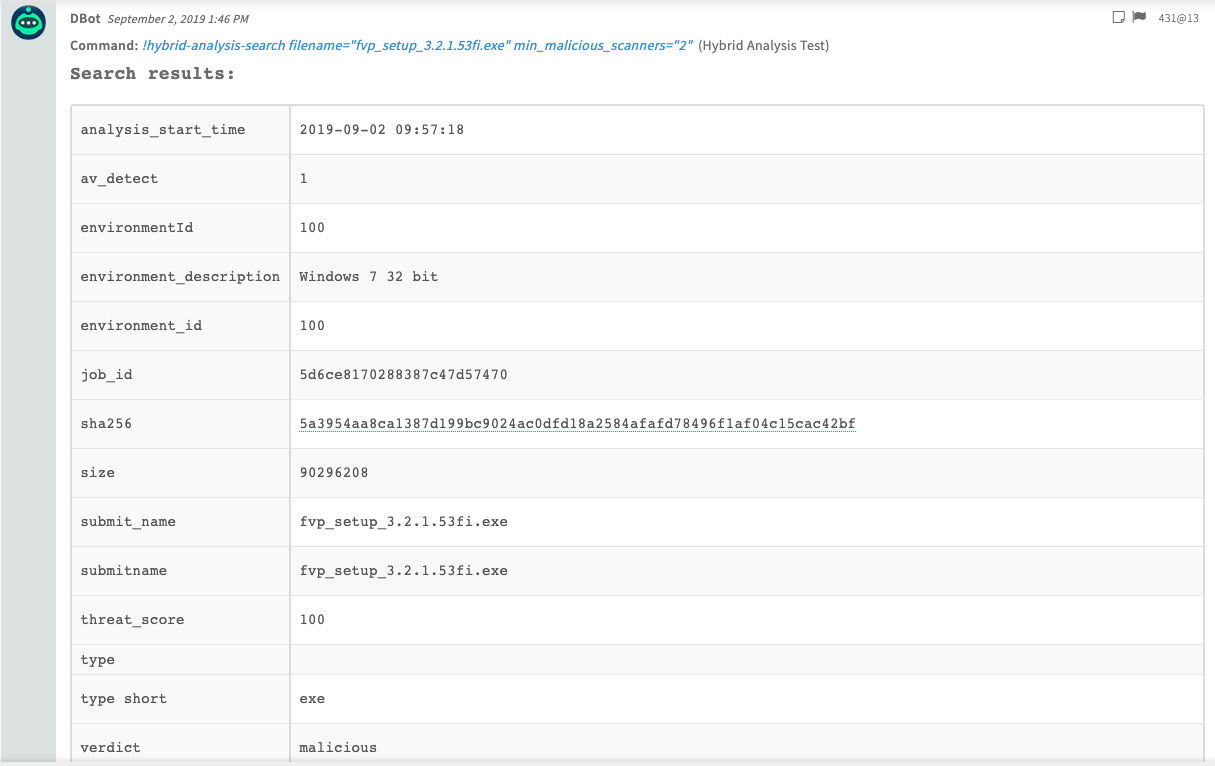 DBot September 2, 2019 1:46 PM 431@13
Command: !hybrid-analysis-search filename="fvp_setup_3.2.1.53fi.exe" min_malicious_scanners="2" (Hybrid Analysis Test)
Search results:
analysis_start_time 2019-09-02 09:57:18
av_detect 1
environmentId 100
environment_description Windows 7 32 bit
environment_id 100
job_id 5d6ce8170288387c47d57470
sha256 5a3954aa8ca1387d199bc9024ac0dfd18a2584afafd78496f1af04c15cac42bf
size 90296208
submit_name fvp_setup_3.2.1.53fi.exe
submitname fvp_setup_3.2.1.53fi.exe
threat_score 100
type
type short exe
verdict malicious